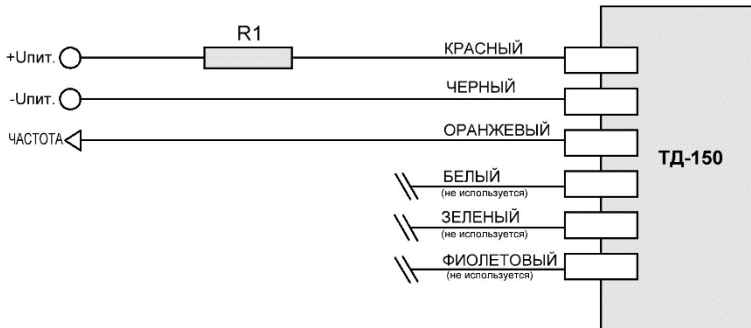 R1
+Uпит.
КРАСНЫЙ
-Uпит.
ЧЕРНЫЙ
ЧАСТОТА
ОРАНЖЕВЫЙ
ТД-150
БЕЛЫЙ
(не используется)
ЗЕЛЕНЫЙ
(не используется)
ФИОЛЕТОВЫЙ
(не используется)